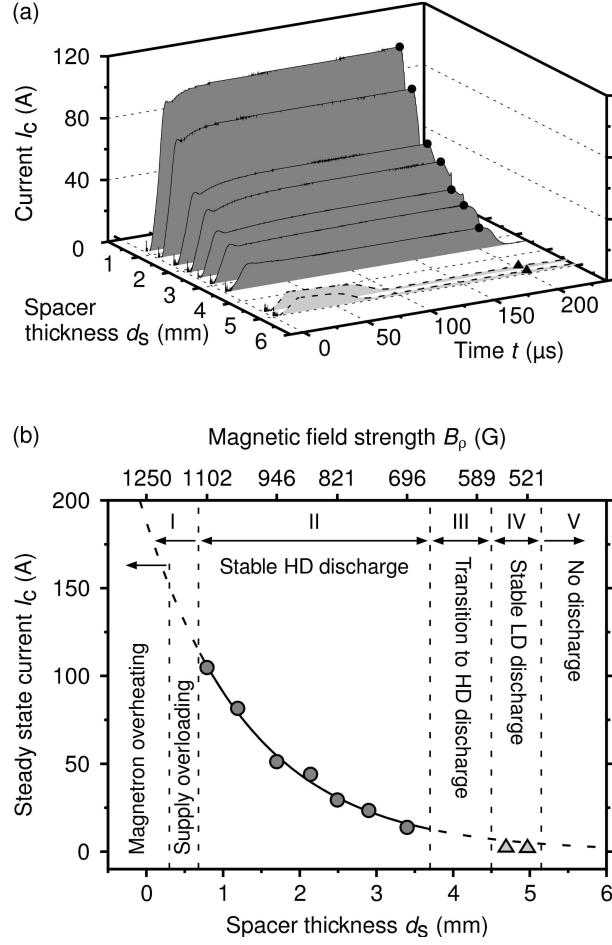 (a)
120
80
40
0
Current I_C (A)
1
2
3
4
5
6
Spacer
thickness d_S (mm)
0
50
100
150
200
Time t (µs)
(b)
Magnetic field strength B_ρ (G)
1250 1102 946 821 696 589 521
200
150
100
50
0
Steady state current I_C (A)
I II III IV V
Stable HD discharge
Magnetron overheating
Supply overloading
Transition to HD
discharge
Stable LD discharge
No discharge
0 1 2 3 4 5 6
Spacer thickness d_S (mm)